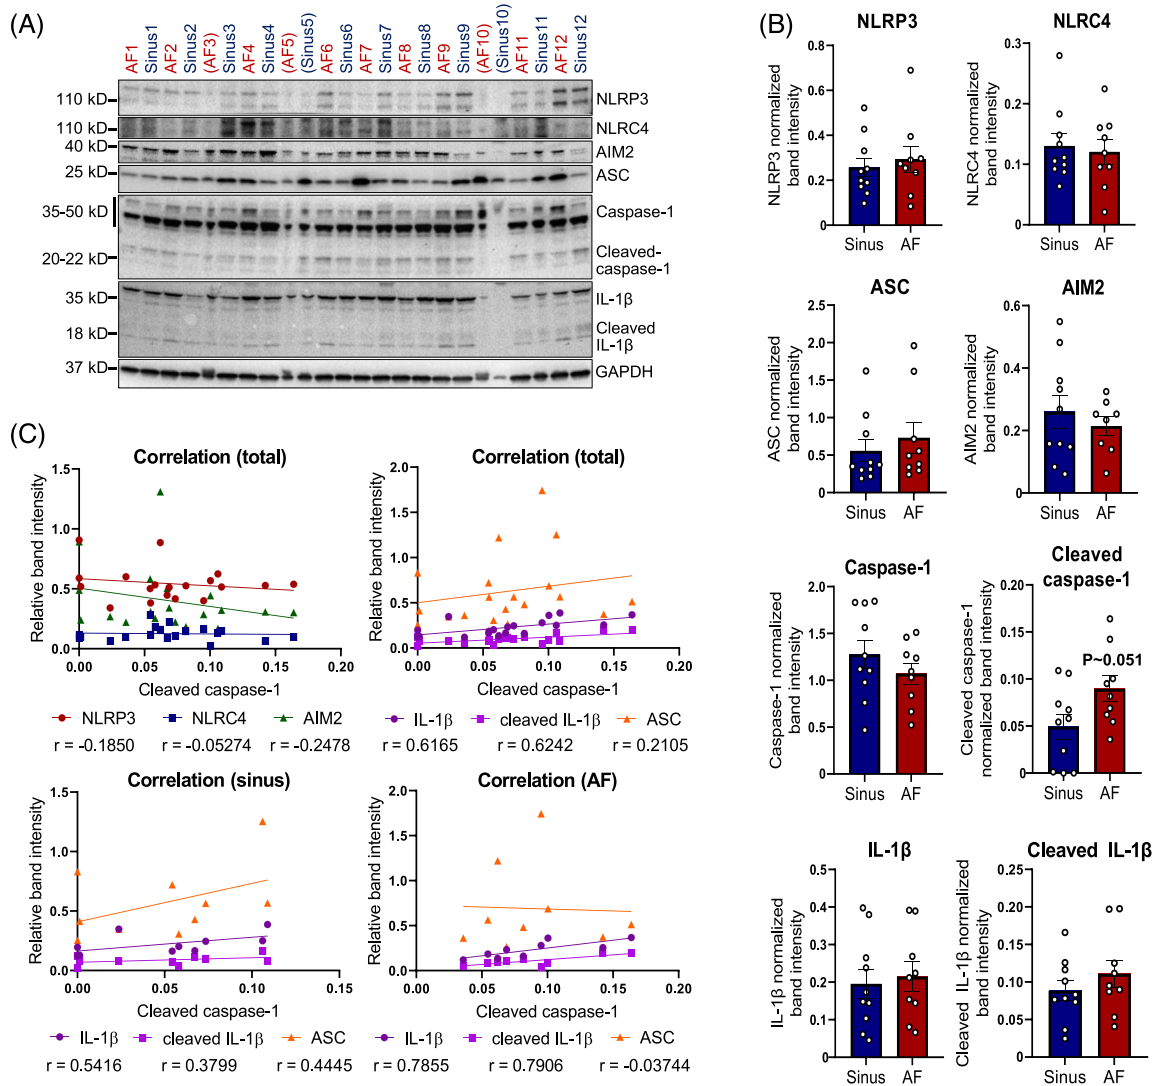 (A)
AF1 Sinus1 AF2 Sinus2 (AF3) Sinus3 AF4 Sinus4 (AF5) (Sinus5) AF6 Sinus6 AF7 Sinus7 AF8 Sinus8 AF9 Sinus9 (AF10) (Sinus10) AF11 Sinus11 AF12 Sinus12
110 kD NLRP3
110 kD NLRC4
40 kD AIM2
25 kD ASC
35-50 kD Caspase-1
20-22 kD Cleaved-
caspase-1
35 kD IL-1β
18 kD Cleaved
IL-1β
37 kD GAPDH
(B)
NLRP3
NLRP3 normalized
band intensity
0.8
0.6
0.4
0.2
0
Sinus AF
NLRC4
NLRC4 normalized
band intensity
0.3
0.2
0.1
0
Sinus AF
ASC
ASC normalized
band intensity
2.5
2.0
1.5
1.0
0.5
0
Sinus AF
AIM2
AIM2 normalized
band intensity
0.6
0.4
0.2
0
Sinus AF
Caspase-1
Caspase-1 normalized
band intensity
2.0
1.5
1.0
0.5
0
Sinus AF
Cleaved
caspase-1
Cleaved caspase-1
normalized band intensity
0.20
0.15
0.10
0.05
0
P~0.051
Sinus AF
IL-1β
IL-1β normalized
band intensity
0.5
0.4
0.3
0.2
0.1
0
Sinus AF
Cleaved IL-1β
Cleaved IL-1β normalized
band intensity
0.25
0.20
0.15
0.10
0.05
0
Sinus AF
(C)
Correlation (total)
Relative band intensity
1.5
1.0
0.5
0.0
0.00 0.05 0.10 0.15 0.20
Cleaved caspase-1
NLRP3 NLRC4 AIM2
r = -0.1850 r = -0.05274 r = -0.2478
Correlation (total)
Relative band intensity
2.0
1.5
1.0
0.5
0.0
0.00 0.05 0.10 0.15 0.20
Cleaved caspase-1
IL-1β cleaved IL-1β ASC
r = 0.6165 r = 0.6242 r = 0.2105
Correlation (sinus)
Relative band intensity
1.5
1.0
0.5
0.0
0.00 0.05 0.10 0.15
Cleaved caspase-1
IL-1β cleaved IL-1β ASC
r = 0.5416 r = 0.3799 r = 0.4445
Correlation (AF)
Relative band intensity
2.0
1.5
1.0
0.5
0.0
0.00 0.05 0.10 0.15 0.20
Cleaved caspase-1
IL-1β cleaved IL-1β ASC
r = 0.7855 r = 0.7906 r = -0.03744